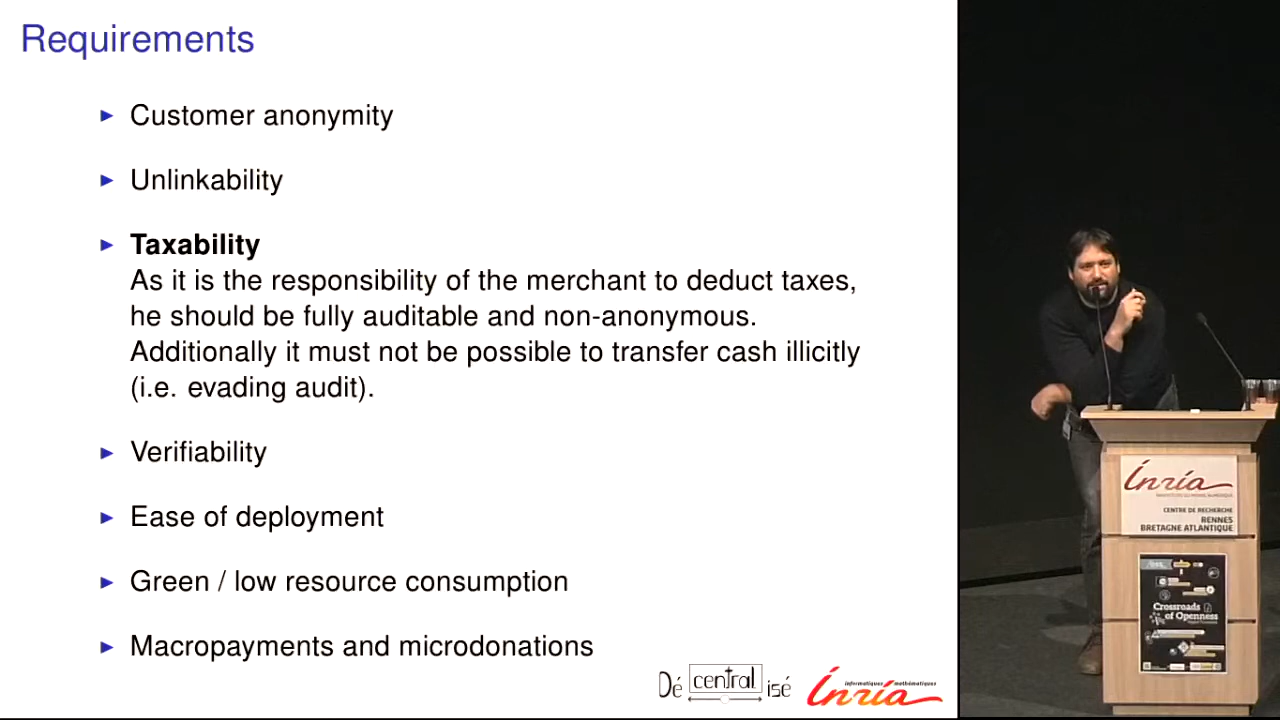 Requirements
Customer anonymity
Unlinkability
Taxability
As it is the responsibility of the merchant to deduct taxes,
he should be fully auditable and non-anonymous.
Additionally it must not be possible to transfer cash illicitly
(i.e. evading audit).
Verifiability
Ease of deployment
Green / low resource consumption
Macropayments and microdonations
Dé central isé
informatiques mathématiques
Inria
Inria
CENTRE DE RECHERCHE
RENNES
BRETAGNE ATLANTIQUE
Crossroads
of Openness